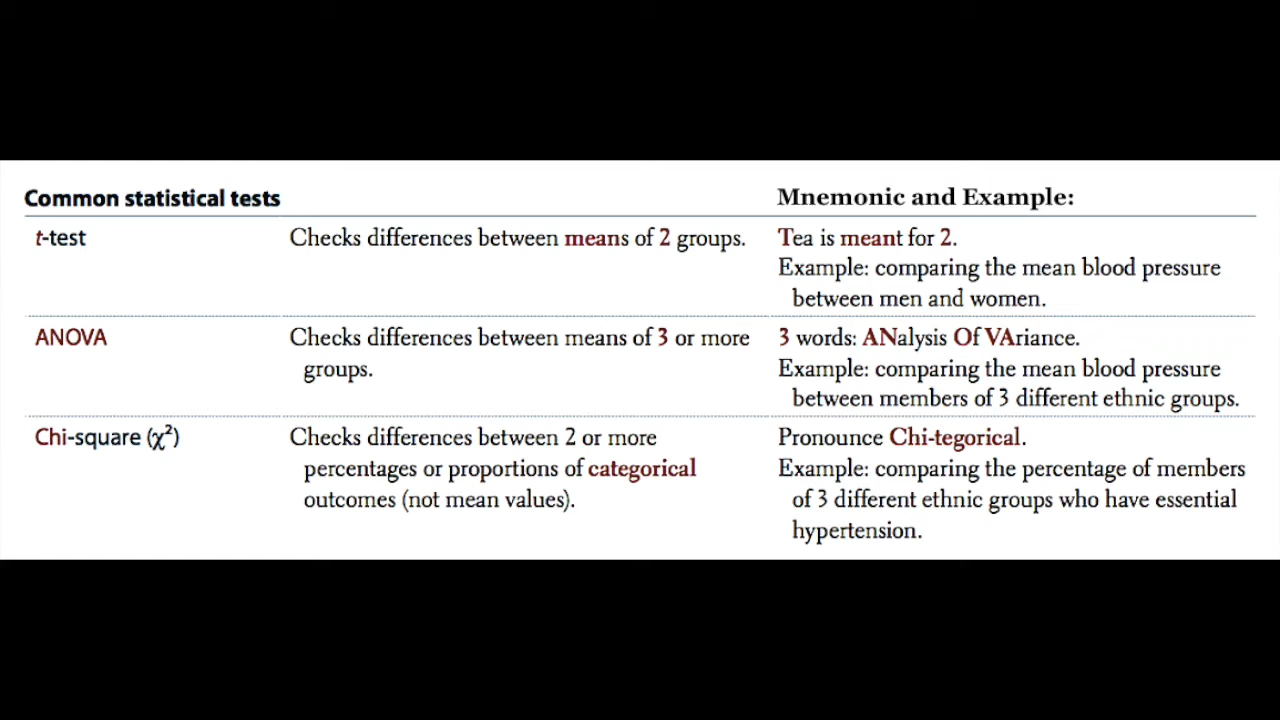 Common statistical tests
Mnemonic and Example:
t-test
Checks differences between means of 2 groups.
Tea is meant for 2.
Example: comparing the mean blood pressure
between men and women.
ANOVA
Checks differences between means of 3 or more
groups.
3 words: ANalysis Of VAriance.
Example: comparing the mean blood pressure
between members of 3 different ethnic groups.
Chi-square (χ²)
Checks differences between 2 or more
percentages or proportions of categorical
outcomes (not mean values).
Pronounce Chi-tegorical.
Example: comparing the percentage of members
of 3 different ethnic groups who have essential
hypertension.